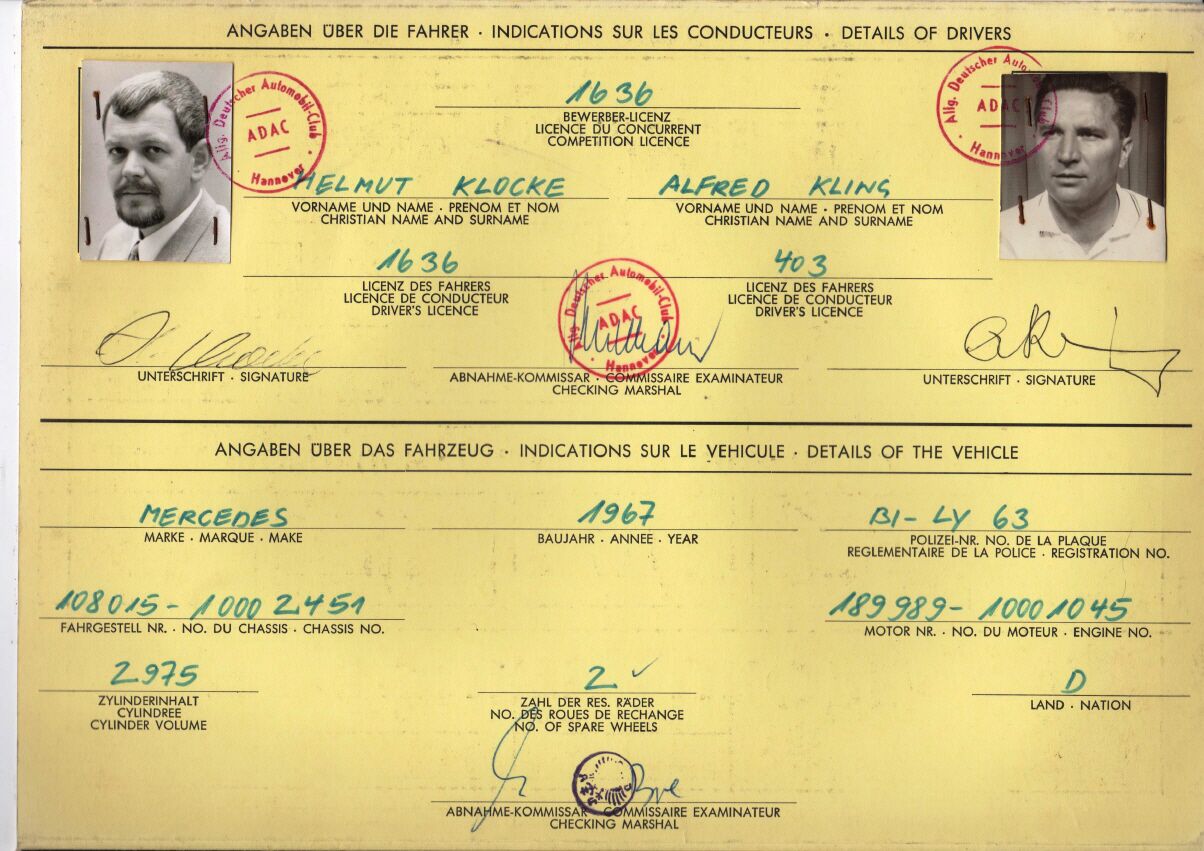 ANGABEN ÜBER DIE FAHRER · INDICATIONS SUR LES CONDUCTEURS · DETAILS OF DRIVERS
Allg. Deutscher Automobil-Club
ADAC
Hannover
1636
BEWERBER-LICENZ
LICENCE DU CONCURRENT
COMPETITION LICENCE
Allg. Deutscher Auto
ADAC
Hannover
HELMUT KLOCKE
VORNAME UND NAME · PRENOM ET NOM
CHRISTIAN NAME AND SURNAME
ALFRED KLING
VORNAME UND NAME · PRENOM ET NOM
CHRISTIAN NAME AND SURNAME
1636
LICENZ DES FAHRERS
LICENCE DE CONDUCTEUR
DRIVER'S LICENCE
Allg. Deutscher Automobil-Club
ADAC
Hannover
403
LICENZ DES FAHRERS
LICENCE DE CONDUCTEUR
DRIVER'S LICENCE
UNTERSCHRIFT · SIGNATURE
ABNAHME-KOMMISSAR · COMMISSAIRE EXAMINATEUR
CHECKING MARSHAL
UNTERSCHRIFT · SIGNATURE
ANGABEN ÜBER DAS FAHRZEUG · INDICATIONS SUR LE VEHICULE · DETAILS OF THE VEHICLE
MERCEDES
MARKE · MARQUE · MAKE
1967
BAUJAHR · ANNEE · YEAR
BI - LY 63
POLIZEI-NR. NO. DE LA PLAQUE
REGLEMENTAIRE DE LA POLICE · REGISTRATION NO.
108015 - 10002451
FAHRGESTELL NR. · NO. DU CHASSIS · CHASSIS NO.
189989 - 10001045
MOTOR NR. · NO. DU MOTEUR · ENGINE NO.
2975
ZYLINDERINHALT
CYLINDREE
CYLINDER VOLUME
2
ZAHL DER RES. RÄDER
NO. DES ROUES DE RECHANGE
NO. OF SPARE WHEELS
D
LAND · NATION
ABNAHME-KOMMISSAR · COMMISSAIRE EXAMINATEUR
CHECKING MARSHAL